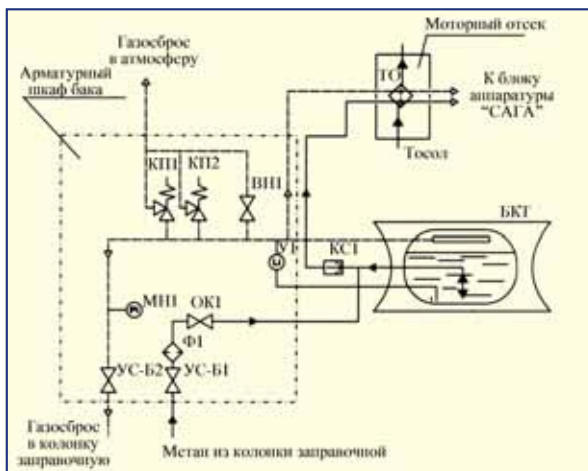 Газосброс
в атмосферу
Моторный отсек
Арматурный
шкаф бака
ТО
К блоку
аппаратуры
"САГА"
Тосол
КП1
КП2
ВН1
БКТ
У1
КС1
МН1
ОК1
Ф1
УС-Б2
УС-Б1
Газосброс
в колонку
заправочную
Метан из колонки заправочной